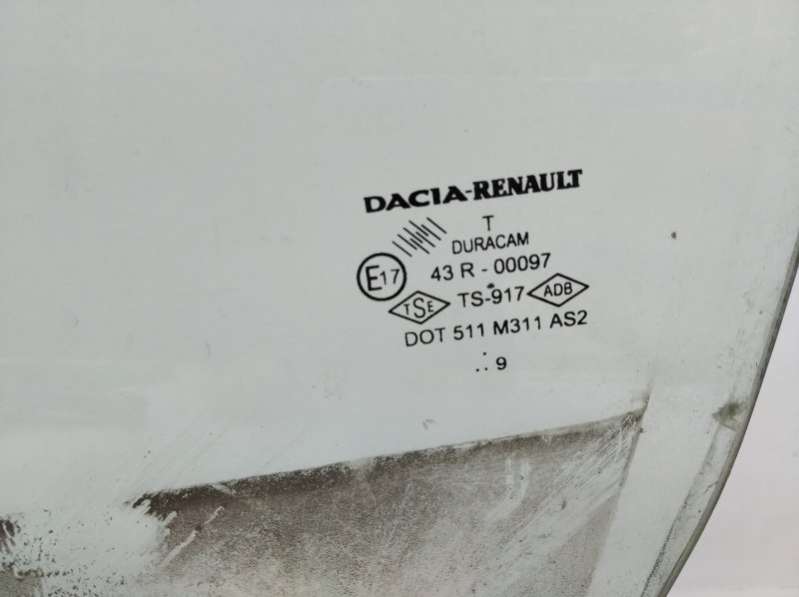 DACIA-RENAULT
T
DURACAM
E17 43 R - 00097
TSE TS-917 ADB
DOT 511 M311 AS2
.:. 9